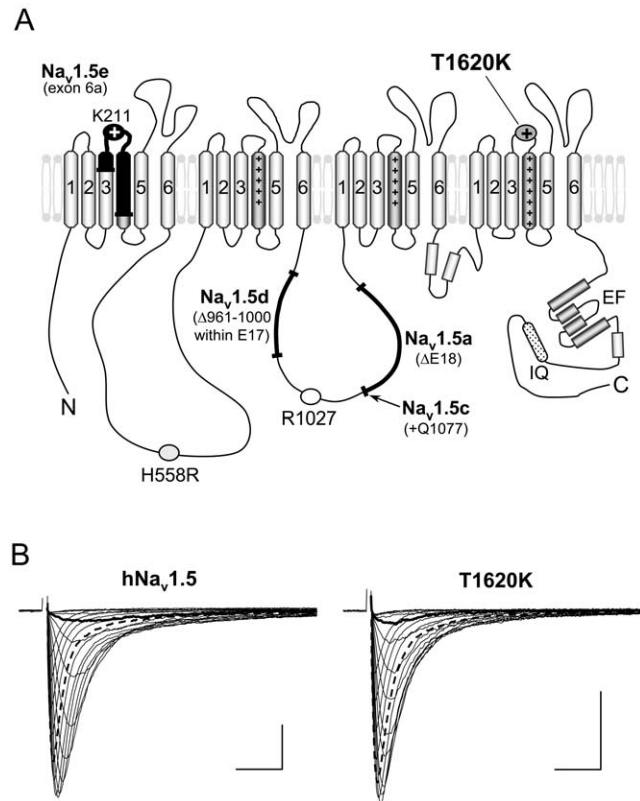 A
Nav1.5e
(exon 6a)
K211
T1620K
1 2 3 5 6 1 2 3 5 6 1 2 3 5 6 1 2 3 5 6
Nav1.5d
(Δ961-1000
within E17)
Nav1.5a
(ΔE18)
EF
IQ
N
C
R1027
Nav1.5c
(+Q1077)
H558R
B
hNav1.5
T1620K